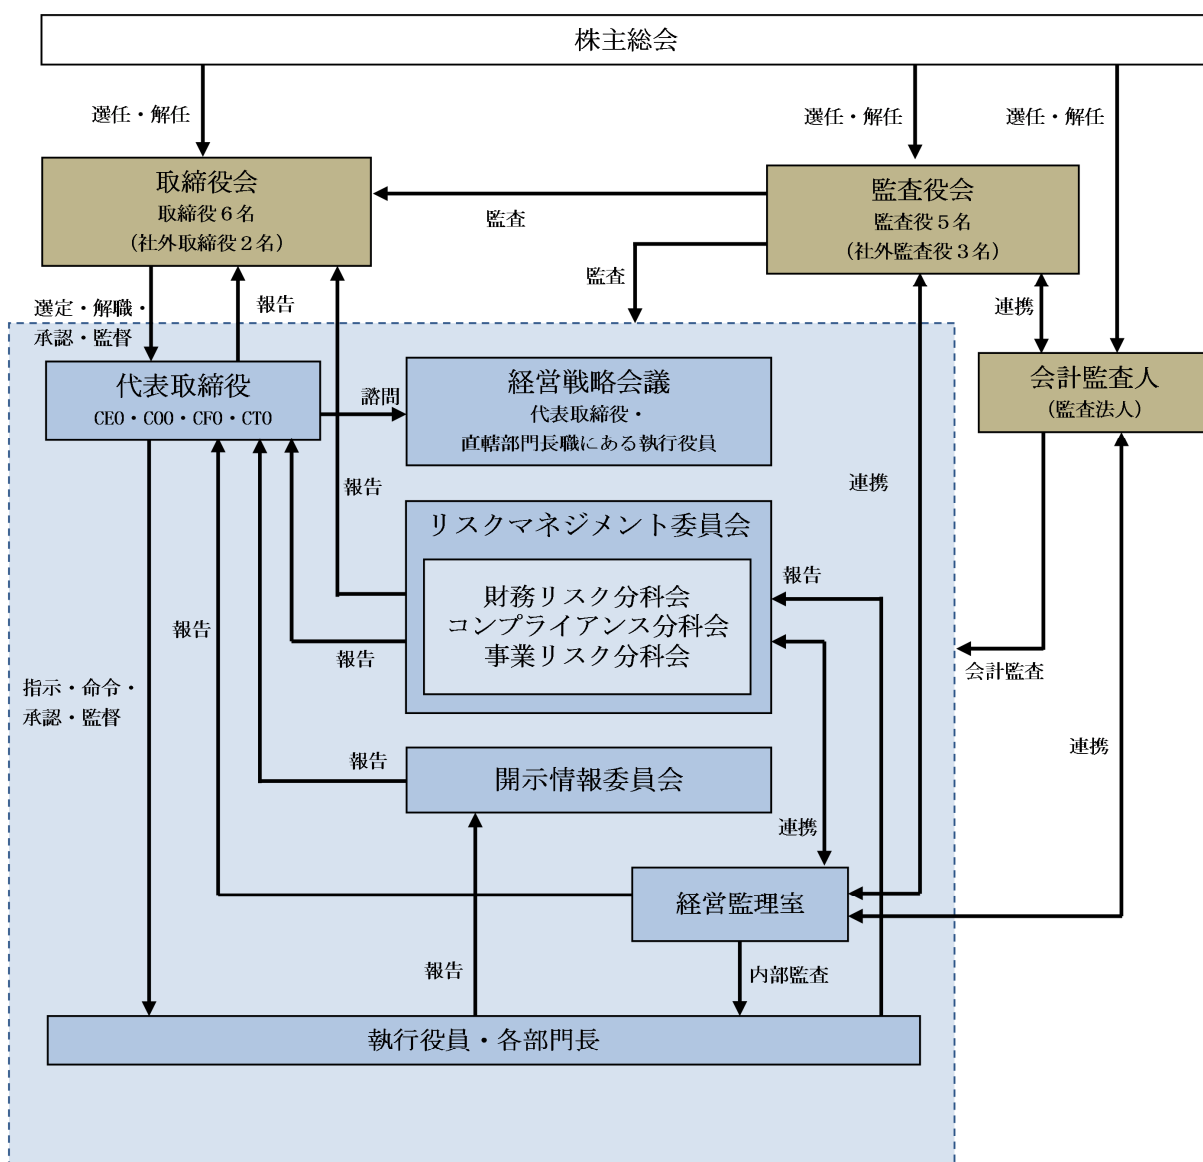 株主総会
選任・解任
選任・解任
選任・解任
取締役会
取締役６名
（社外取締役２名）
監査役会
監査役５名
（社外監査役３名）
監査
監査
選定・解職・
承認・監督
報告
連携
代表取締役
CEO・COO・CFO・CTO
諮問
経営戦略会議
代表取締役・
直轄部門長職にある執行役員
会計監査人
（監査法人）
報告
連携
リスクマネジメント委員会
財務リスク分科会
コンプライアンス分科会
事業リスク分科会
報告
報告
報告
会計監査
指示・命令・
承認・監督
連携
報告
開示情報委員会
連携
経営監理室
報告
内部監査
執行役員・各部門長